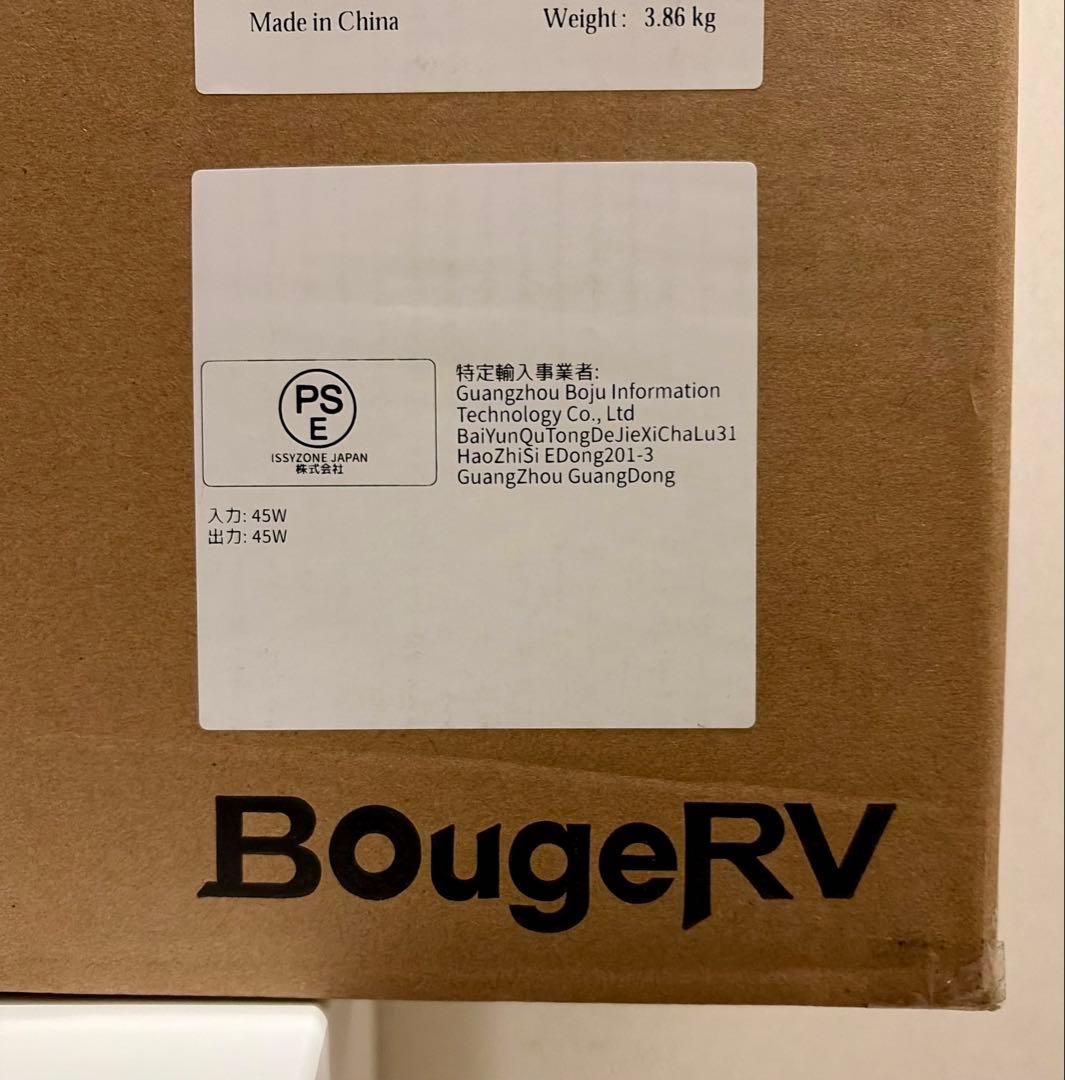 Made in China
Weight: 3.86 kg
PS
E
ISSYZONE JAPAN
株式会社
特定輸入事業者:
Guangzhou Boju Information
Technology Co., Ltd
BaiYunQuTongDeJieXiChaLu31
HaoZhiSi EDong201-3
GuangZhou GuangDong
入力: 45W
出力: 45W
BougeRV